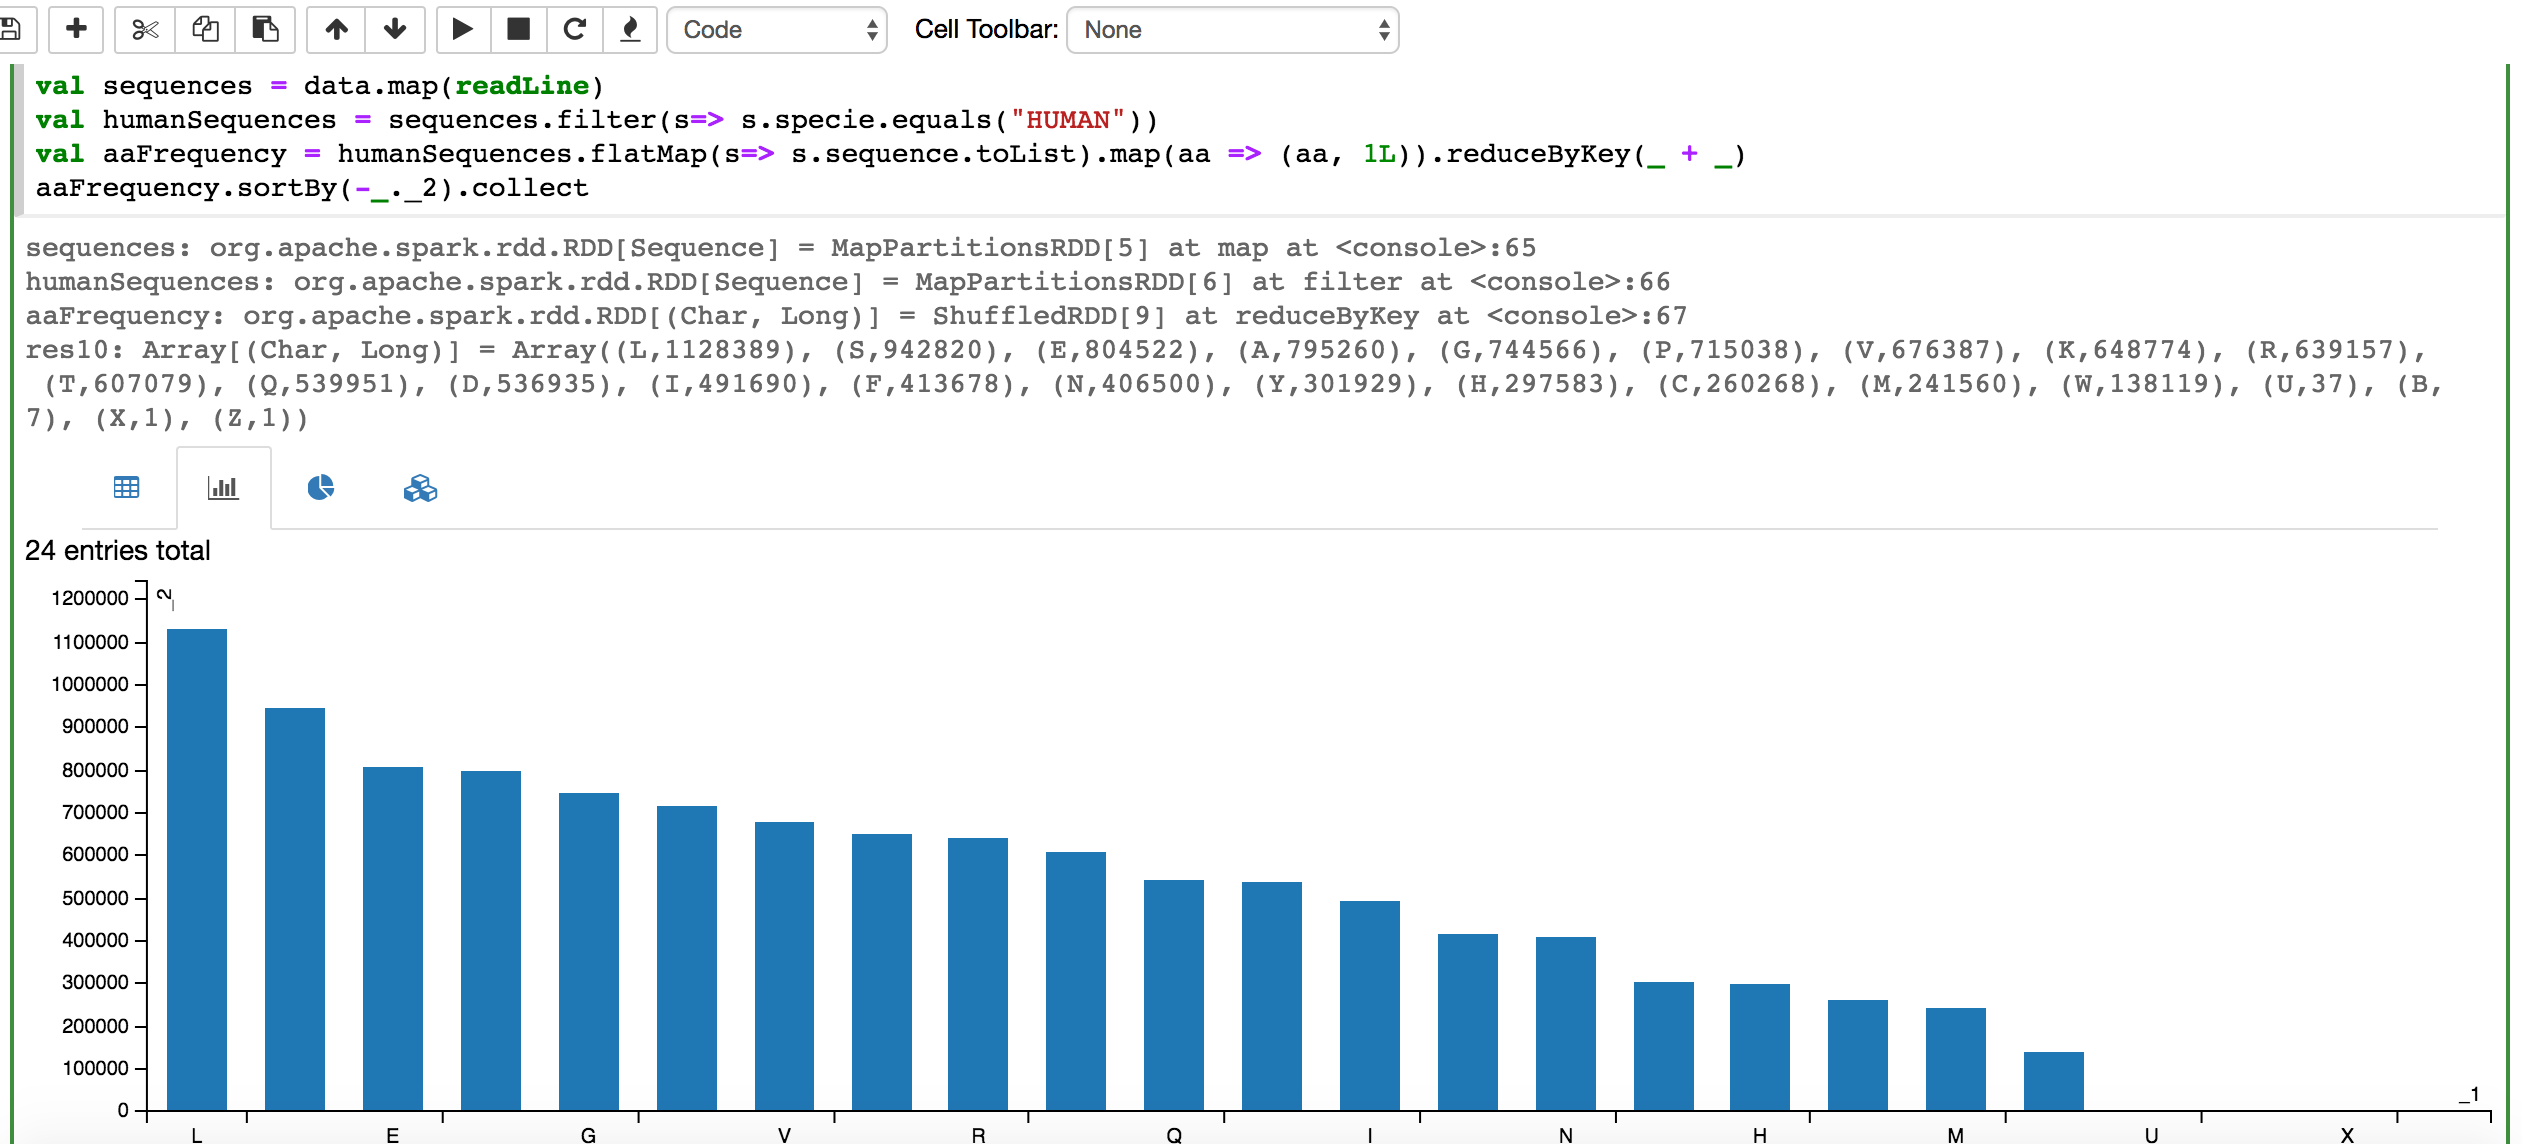 Code Cell Toolbar: None
val sequences = data.map(readLine)
val humanSequences = sequences.filter(s=> s.specie.equals("HUMAN"))
val aaFrequency = humanSequences.flatMap(s=> s.sequence.toList).map(aa => (aa, 1L)).reduceByKey(_ + _)
aaFrequency.sortBy(-_._2).collect
sequences: org.apache.spark.rdd.RDD[Sequence] = MapPartitionsRDD[5] at map at <console>:65
humanSequences: org.apache.spark.rdd.RDD[Sequence] = MapPartitionsRDD[6] at filter at <console>:66
aaFrequency: org.apache.spark.rdd.RDD[(Char, Long)] = ShuffledRDD[9] at reduceByKey at <console>:67
res10: Array[(Char, Long)] = Array((L,1128389), (S,942820), (E,804522), (A,795260), (G,744566), (P,715038), (V,676387), (K,648774), (R,639157),
(T,607079), (Q,539951), (D,536935), (I,491690), (F,413678), (N,406500), (Y,301929), (H,297583), (C,260268), (M,241560), (W,138119), (U,37), (B,
7), (X,1), (Z,1))
24 entries total
1200000
_2
1100000
1000000
900000
800000
700000
600000
500000
400000
300000
200000
100000
0
_1
L E G V R Q I N H M U X